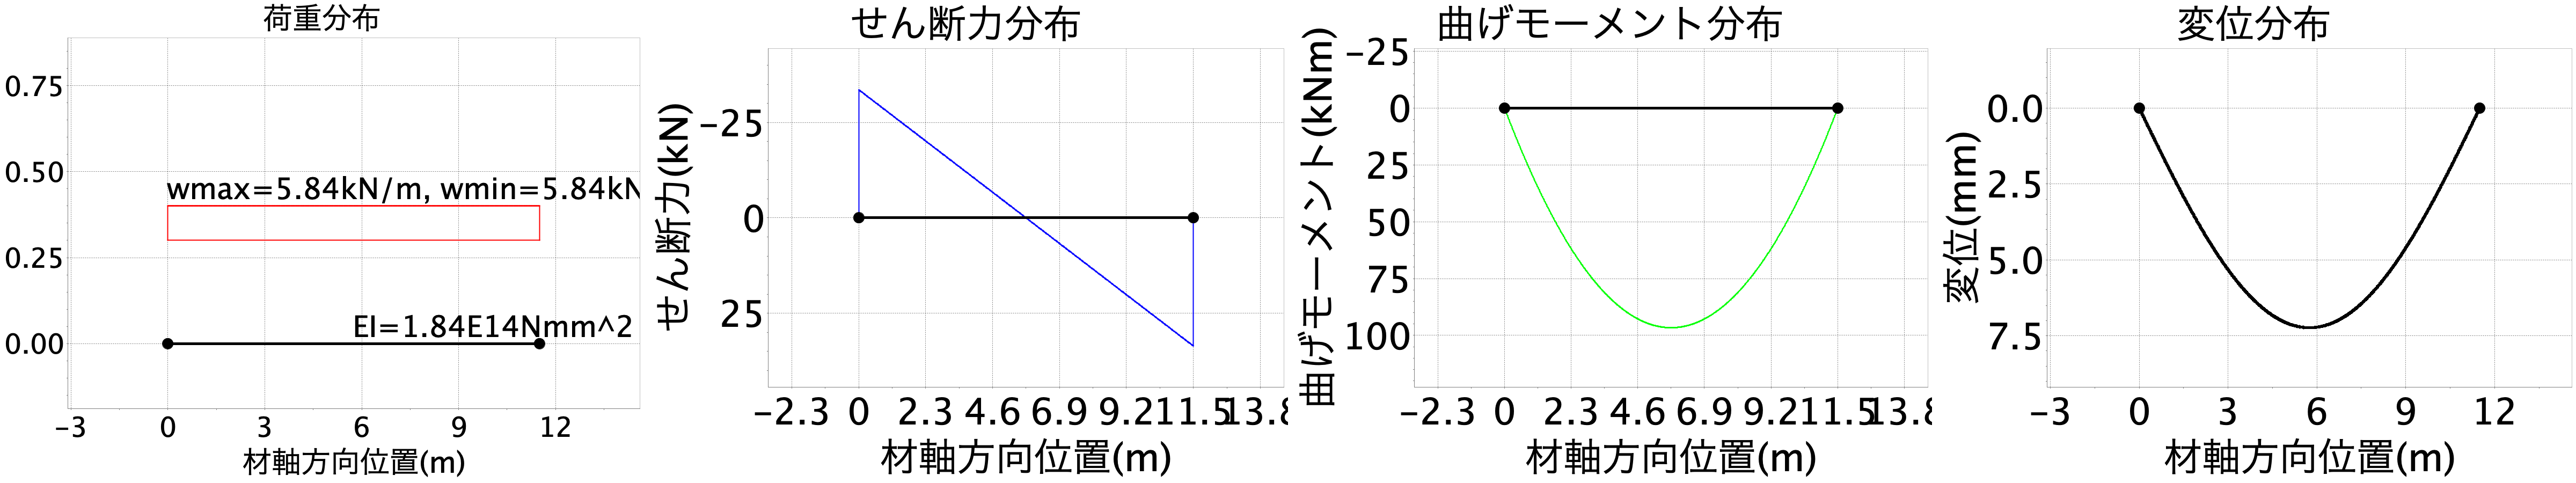 荷重分布
0.75
0.50
0.25
0.00
wmax=5.84kN/m, wmin=5.84kN
EI=1.84E14Nmm^2
−3 0 3 6 9 12
材軸方向位置(m)
せん断力分布
せん断力(kN)
−25
0
25
−2.3 0 2.3 4.6 6.9 9.2 11.5 13.8
材軸方向位置(m)
曲げモーメント分布
曲げモーメント(kNm)
−25
0
25
50
75
100
−2.3 0 2.3 4.6 6.9 9.2 11.5 13.8
材軸方向位置(m)
変位分布
変位(mm)
0.0
2.5
5.0
7.5
−3 0 3 6 9 12
材軸方向位置(m)